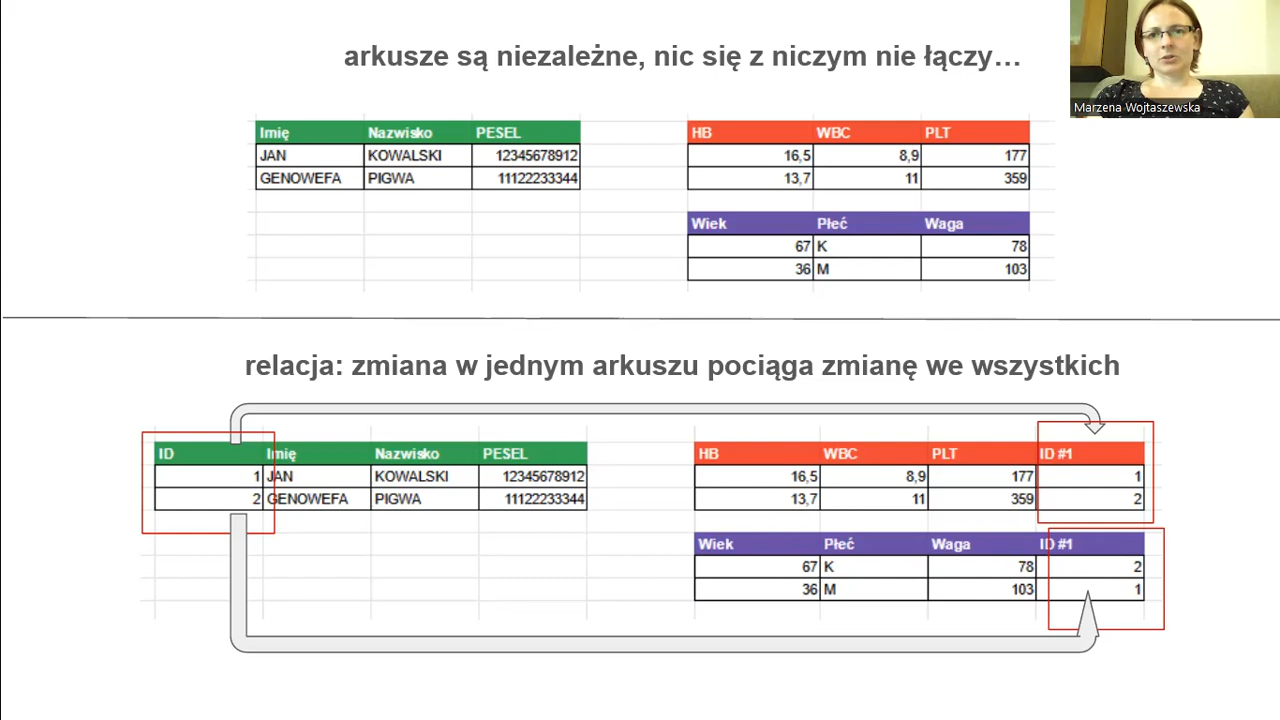 arkusze są niezależne, nic się z niczym nie łączy…
Marzena Wojtaszewska
Imię Nazwisko PESEL
JAN KOWALSKI 12345678912
GENOWEFA PIGWA 11122233344
HB WBC PLT
16,5 8,9 177
13,7 11 359
Wiek Płeć Waga
67 K 78
36 M 103
relacja: zmiana w jednym arkuszu pociąga zmianę we wszystkich
ID Imię Nazwisko PESEL
1 JAN KOWALSKI 12345678912
2 GENOWEFA PIGWA 11122233344
HB WBC PLT ID #1
16,5 8,9 177 1
13,7 11 359 2
Wiek Płeć Waga ID #1
67 K 78 2
36 M 103 1